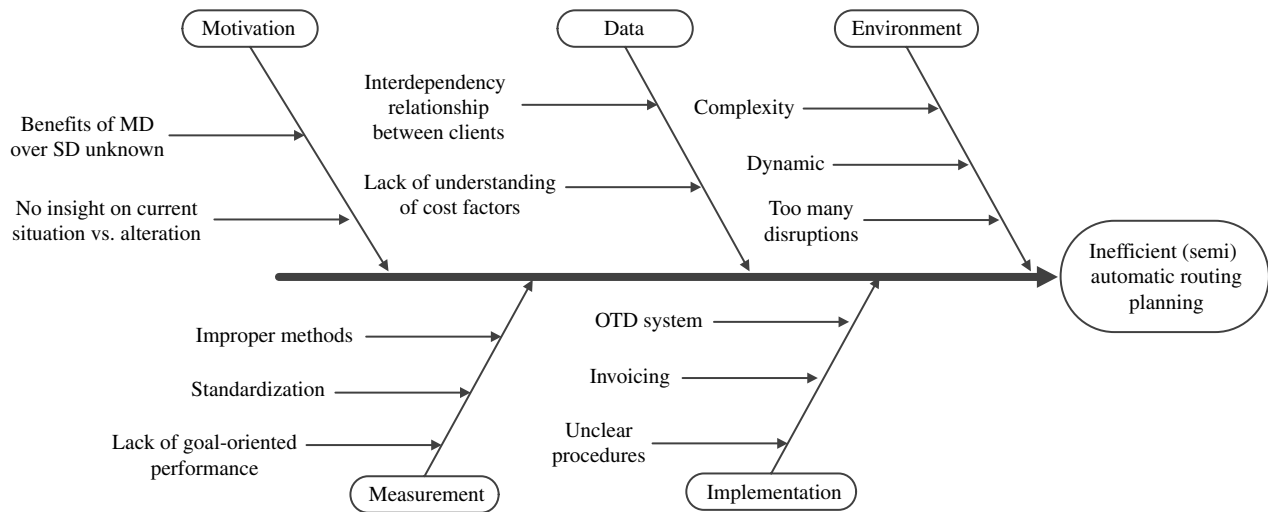 Motivation
Data
Environment
Benefits of MD
over SD unknown
No insight on current
situation vs. alteration
Interdependency
relationship
between clients
Lack of understanding
of cost factors
Complexity
Dynamic
Too many
disruptions
Inefficient (semi)
automatic routing
planning
Improper methods
Standardization
Lack of goal-oriented
performance
Measurement
OTD system
Invoicing
Unclear
procedures
Implementation